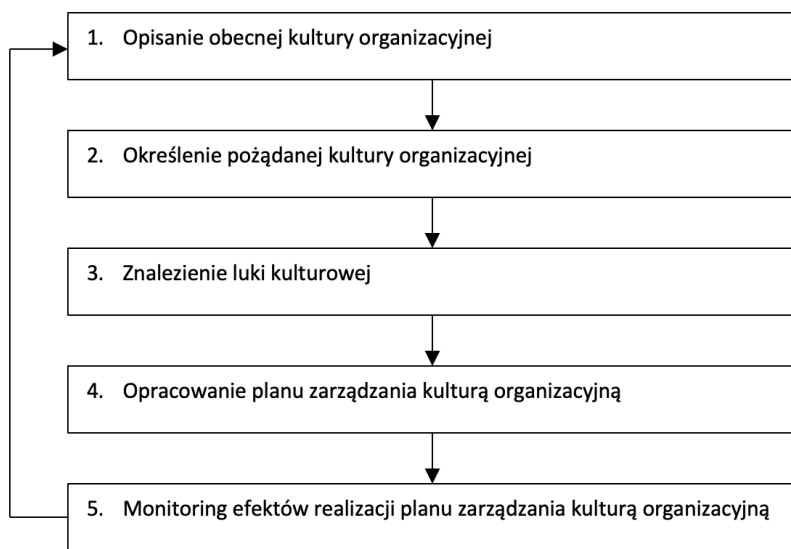 1. Opisanie obecnej kultury organizacyjnej
2. Określenie pożądanej kultury organizacyjnej
3. Znalezienie luki kulturowej
4. Opracowanie planu zarządzania kulturą organizacyjną
5. Monitoring efektów realizacji planu zarządzania kulturą organizacyjną